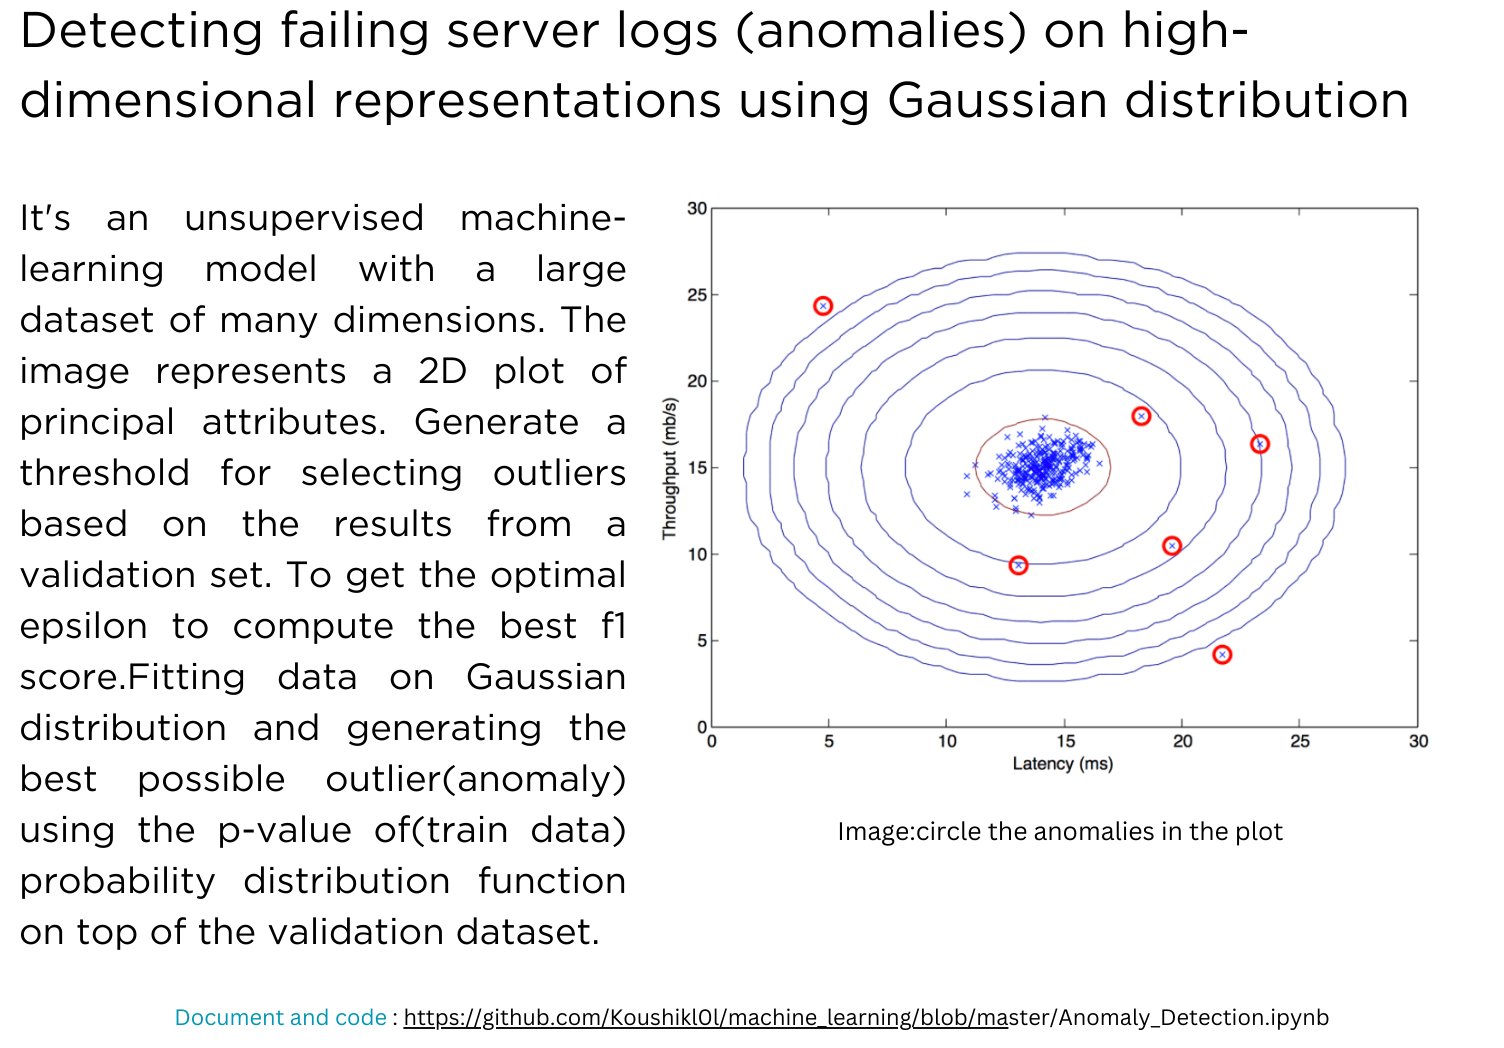 Detecting failing server logs (anomalies) on high-
dimensional representations using Gaussian distribution
It's an unsupervised machine-
learning model with a large
dataset of many dimensions. The
image represents a 2D plot of
principal attributes. Generate a
threshold for selecting outliers
based on the results from a
validation set. To get the optimal
epsilon to compute the best f1
score.Fitting data on Gaussian
distribution and generating the
best possible outlier(anomaly)
using the p-value of(train data)
probability distribution function
on top of the validation dataset.
30
25
20
15
10
5
0
Throughput (mb/s)
0 5 10 15 20 25 30
Latency (ms)
Image:circle the anomalies in the plot
Document and code : https://github.com/Koushikl0l/machine_learning/blob/master/Anomaly_Detection.ipynb